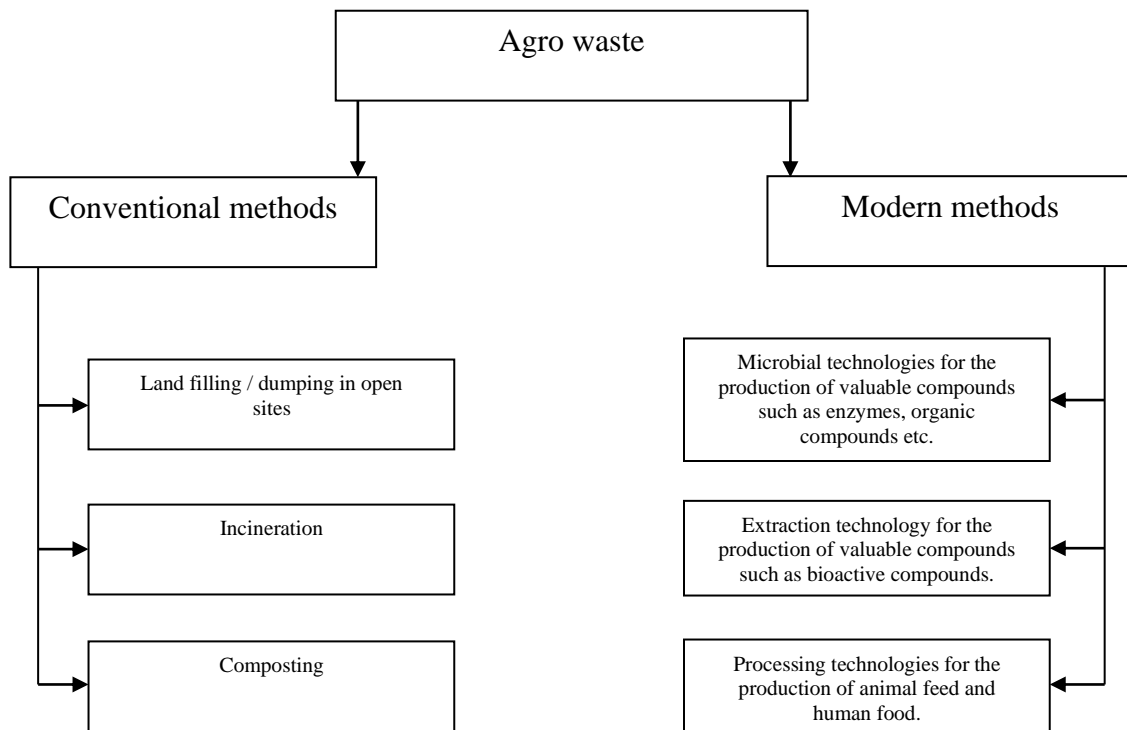 Agro waste
Conventional methods
Modern methods
Land filling / dumping in open
sites
Incineration
Composting
Microbial technologies for the
production of valuable compounds
such as enzymes, organic
compounds etc.
Extraction technology for the
production of valuable compounds
such as bioactive compounds.
Processing technologies for the
production of animal feed and
human food.